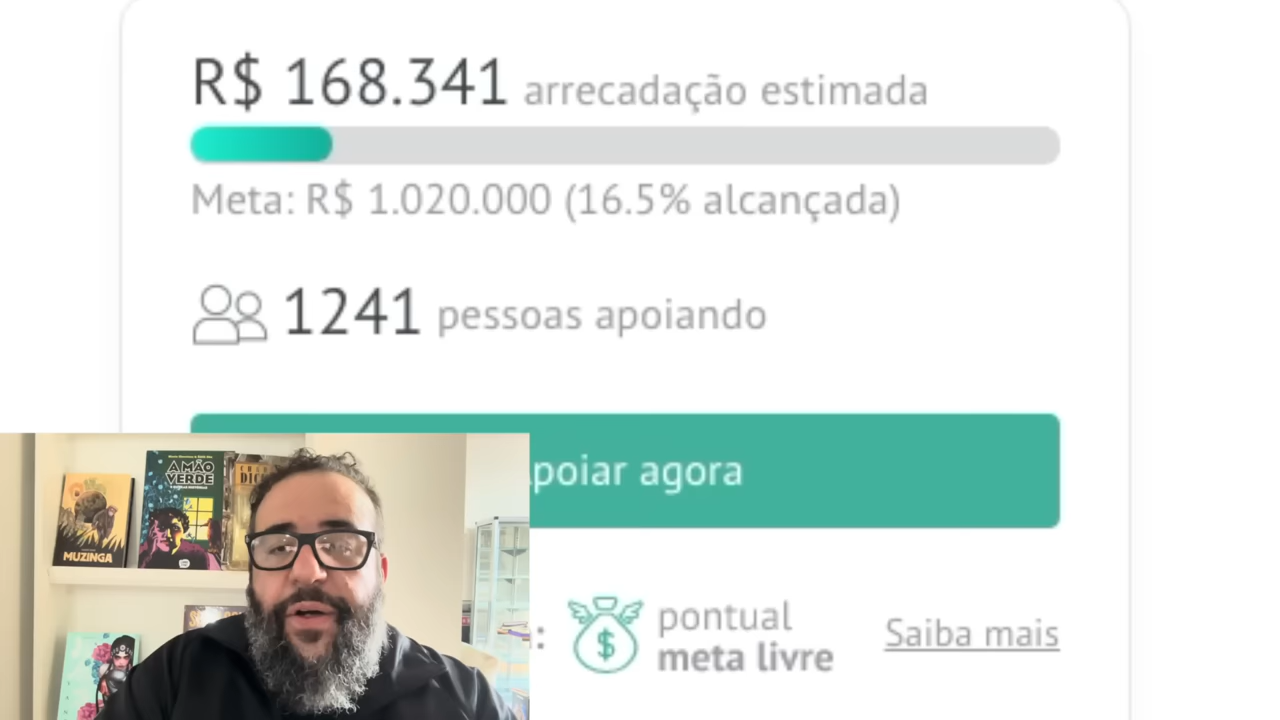 R$ 168.341 arrecadação estimada
Meta: R$ 1.020.000 (16.5% alcançada)
1241 pessoas apoiando
poiar agora
: pontual
meta livre
Saiba mais
A MÃO
VERDE
MUZINGA